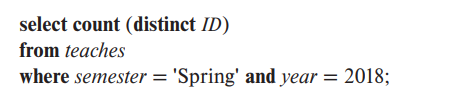 select count (distinct ID)
from teaches
where semester = 'Spring' and year = 2018;